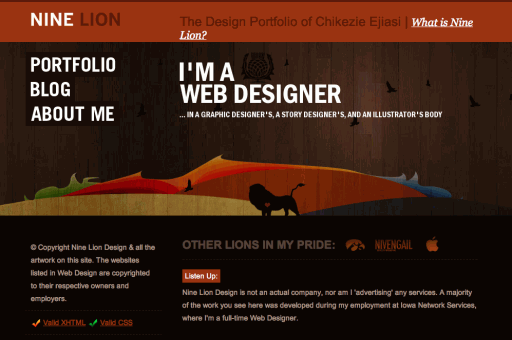 NINE LION
The Design Portfolio of Chikezie Ejiasi | What is Nine
Lion?
PORTFOLIO
BLOG
ABOUT ME
I'M A
WEB DESIGNER
... IN A GRAPHIC DESIGNER'S, A STORY DESIGNER'S, AND AN ILLUSTRATOR'S BODY
© Copyright Nine Lion Design & all the
artwork on this site. The websites
listed in Web Design are copyrighted
to their respective owners and
employers.
Valid XHTML Valid CSS
OTHER LIONS IN MY PRIDE: NIVENGAIL
Listen Up:
Nine Lion Design is not an actual company, nor am I 'advertising' any services. A majority
of the work you see here was developed during my employment at Iowa Network Services,
where I'm a full-time Web Designer.